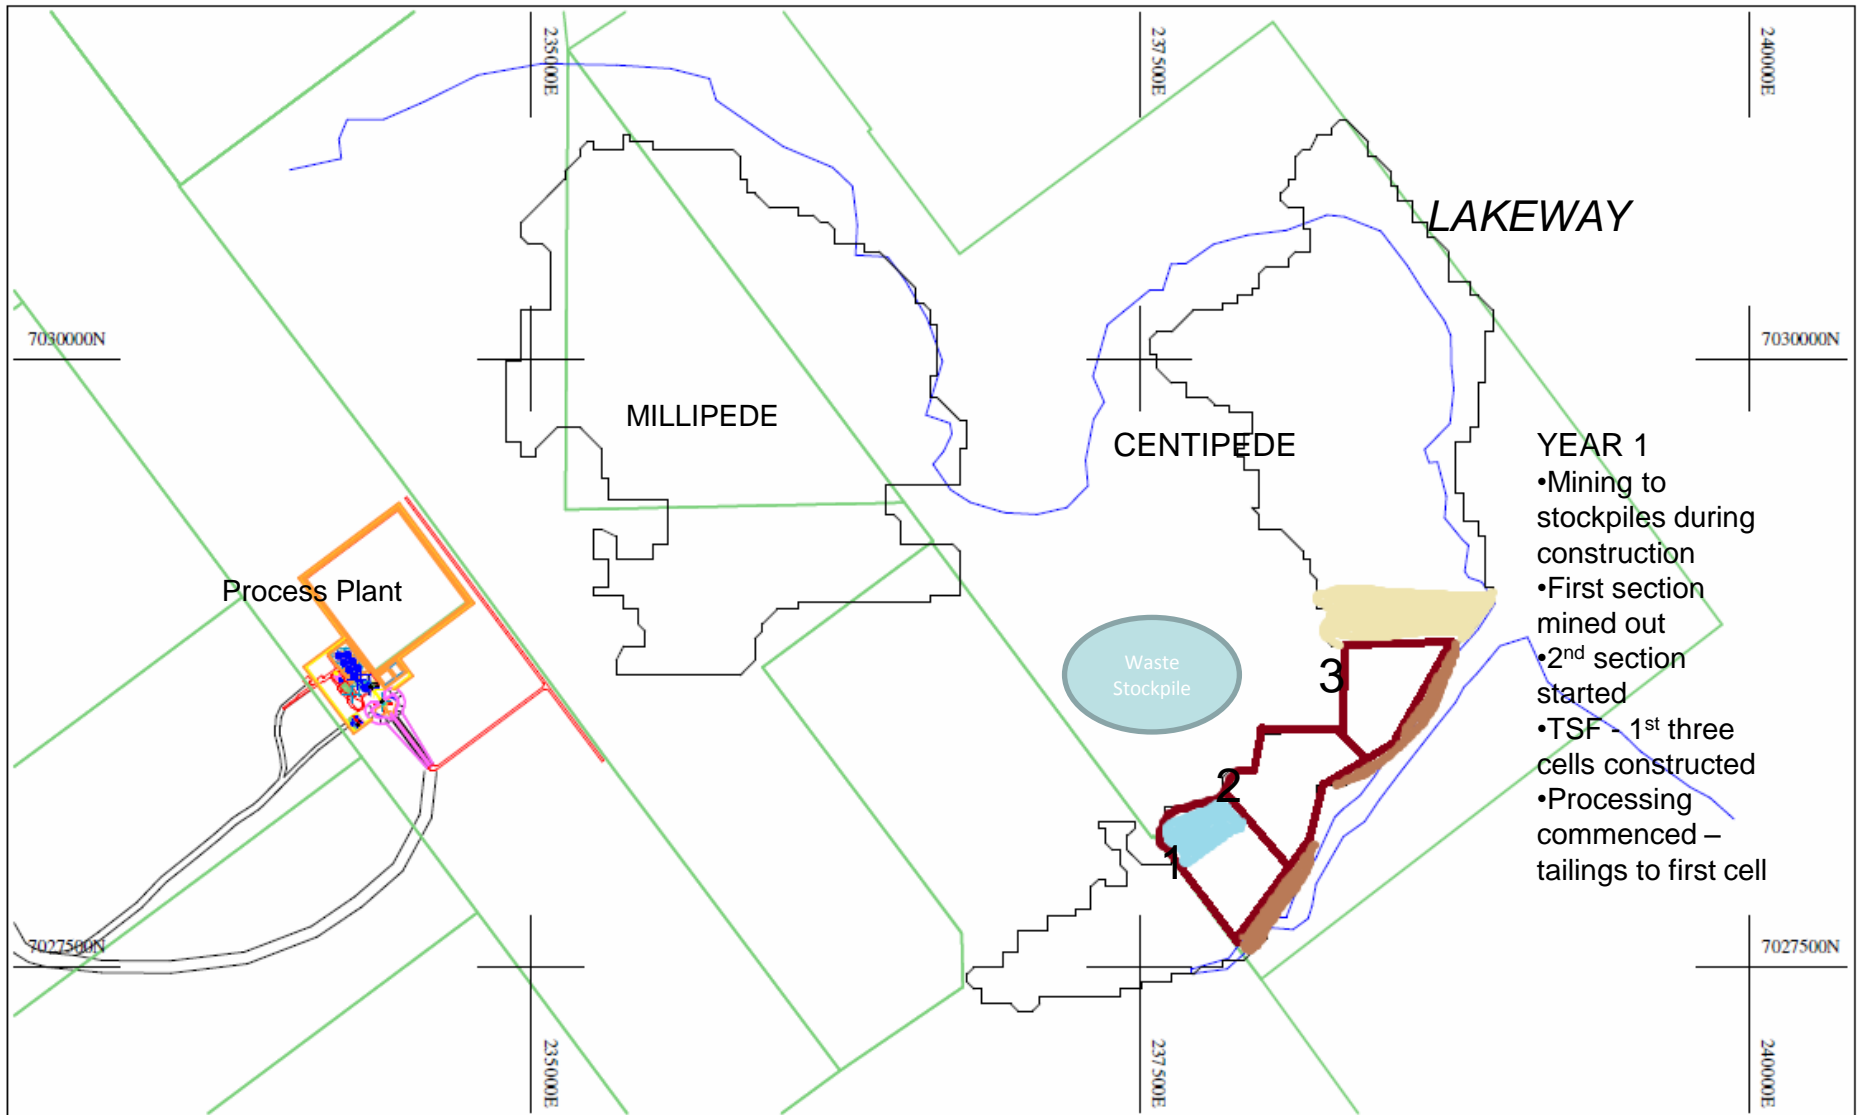 235000E
237500E
240000E
LAKEWAY
7030000N
7030000N
MILLIPEDE
CENTIPEDE
YEAR 1
•Mining to
stockpiles during
construction
•First section
mined out
•2nd section
started
•TSF - 1st three
cells constructed
•Processing
commenced –
tailings to first cell
Process Plant
Waste
Stockpile
3
2
1
7027500N
7027500N
235000E
237500E
240000E